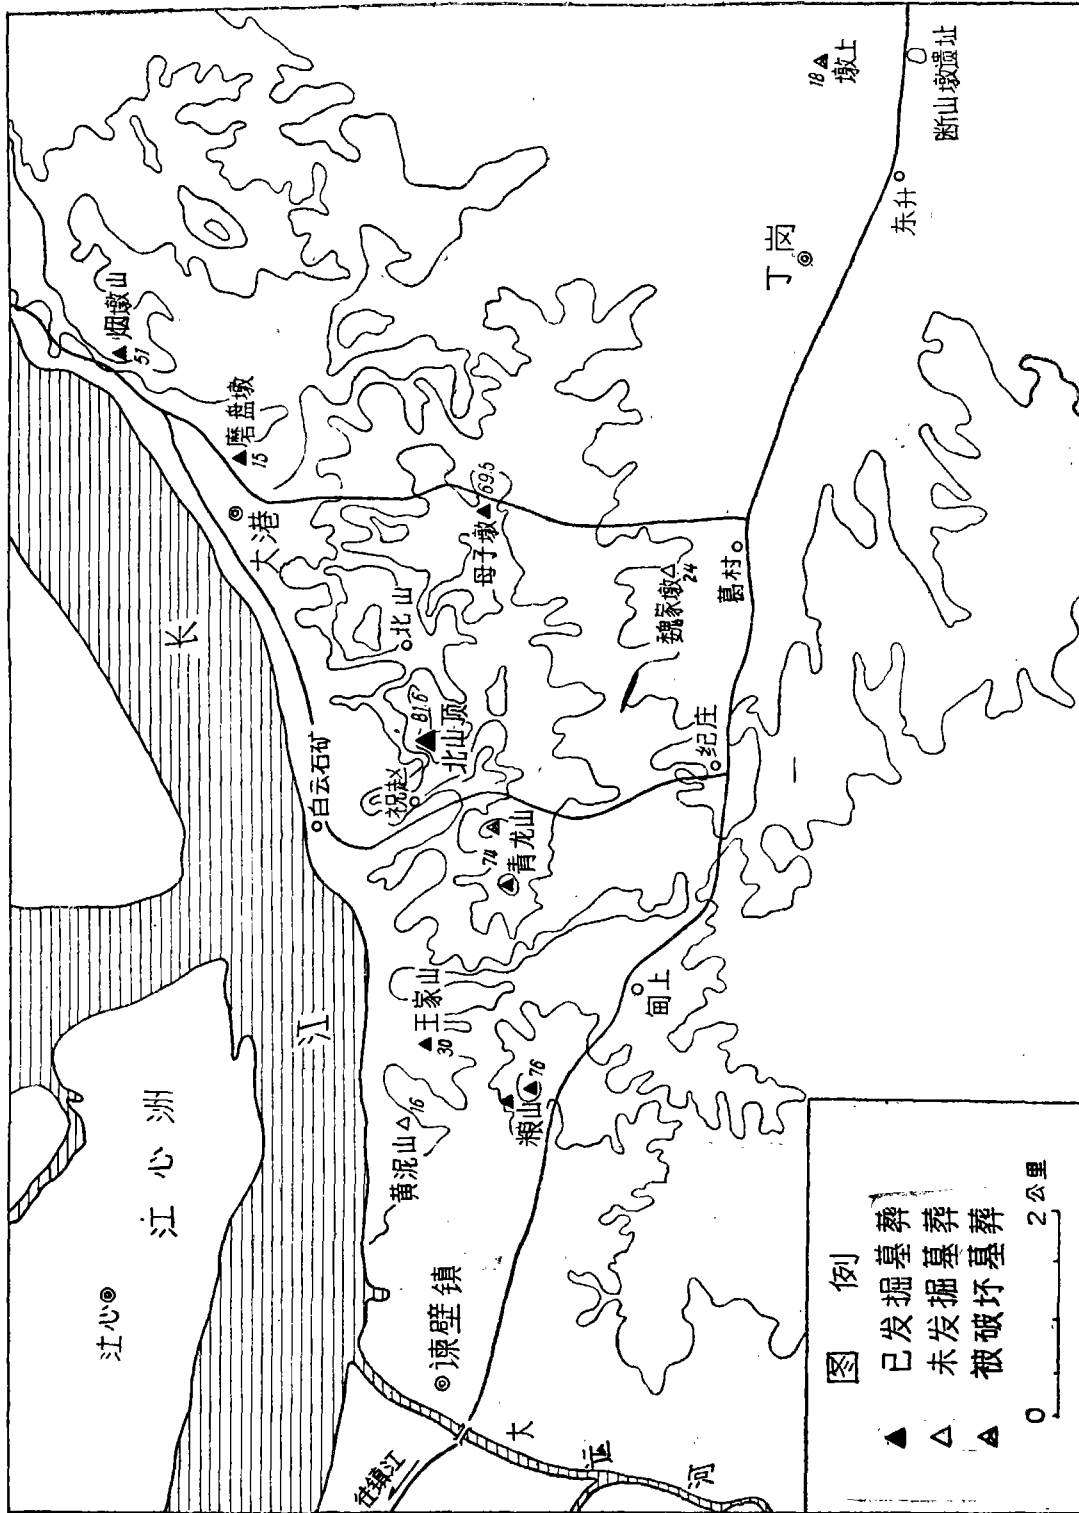 长
江
江心洲
江心
烟墩山
51
磨盘墩
15
大港
北山
母子墩
69.5
白云石矿
81.6
北山顶
祝赵
74
青龙山
王家山
30
黄泥山
16
粮山
76
谏壁镇
往镇江
大
运
河
甸上
纪庄
魏家墩
24
葛村
丁岗
东升
18
墩上
断山墩遗址
图 例
已发掘墓葬
未发掘墓葬
被破坏墓葬
0
2公里